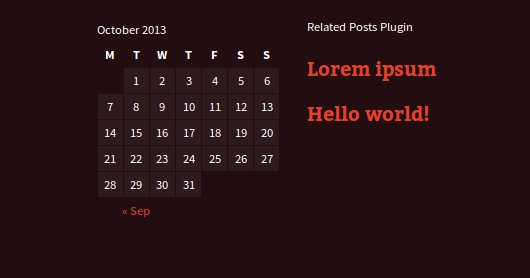 October 2013
M T W T F S S
1 2 3 4 5 6
7 8 9 10 11 12 13
14 15 16 17 18 19 20
21 22 23 24 25 26 27
28 29 30 31
« Sep
Related Posts Plugin
Lorem ipsum
Hello world!